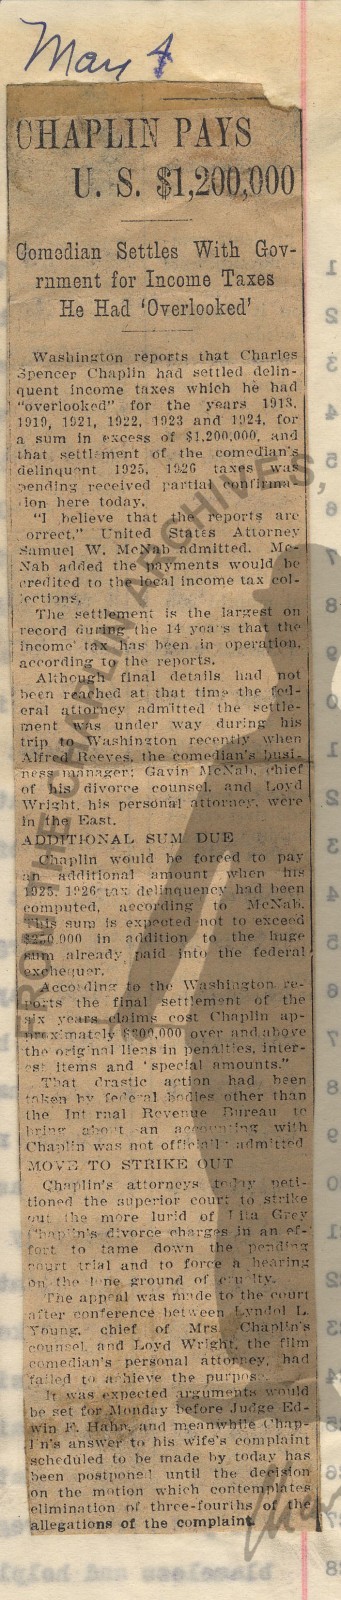 May 4
CHAPLIN PAYS
U. S. $1,200,000
Comedian Settles With Gov-
rnment for Income Taxes
He Had 'Overlooked'
Washington reports that Charles
Spencer Chaplin had settled delin-
quent income taxes which he had
"overlooked" for the years 1918,
1919, 1921, 1922, 1923 and 1924, for
a sum in excess of $1,200,000, and
that settlement of the comedian's
delinquent 1925, 1926 taxes was
pending received partial confirma-
tion here today.
"I believe that the reports are
correct," United States Attorney
Samuel W. McNab admitted. Mc-
Nab added the payments would be
credited to the local income tax col-
lections.
The settlement is the largest on
record during the 14 years that the
income tax has been in operation,
according to the reports.
Although final details had not
been reached at that time the fed-
eral attorney admitted the settle-
ment was under way during his
trip to Washington recently when
Alfred Reeves, the comedian's busi-
ness manager; Gavin McNab, chief
of his divorce counsel, and Loyd
Wright, his personal attorney, were
in the East.
ADDITIONAL SUM DUE
Chaplin would be forced to pay
an additional amount when his
1925, 1926 tax delinquency had been
computed, according to McNab.
This sum is expected not to exceed
$250,000 in addition to the huge
sum already paid into the federal
exchequer.
According to the Washington re-
ports the final settlement of the
six years claims cost Chaplin ap-
proximately over and above
the original liens in penalties, inter-
est items and "special amounts."
That drastic action had been
taken by federal bodies other than
the Internal Revenue Bureau to
bring about an accounting with
Chaplin was not officially admitted
MOVE TO STRIKE OUT
Chaplin's attorneys today peti-
tioned the superior court to strike
out the more lurid of Lita Grey
Chaplin's divorce charges in an ef-
fort to tame down the pending
court trial and to force a hearing
on the lone ground of cruelty.
The appeal was made to the court
after conference between Lyndol L.
Young, chief of Mrs. Chaplin's
counsel, and Loyd Wright, the film
comedian's personal attorney, had
failed to achieve the purpose.
It was expected arguments would
be set for Monday before Judge Ed-
win F. Hahn, and meanwhile Chap-
lin's answer to his wife's complaint
scheduled to be made by today has
been postponed until the decision
on the motion which contemplates
elimination of three-fourths of the
allegations of the complaint.